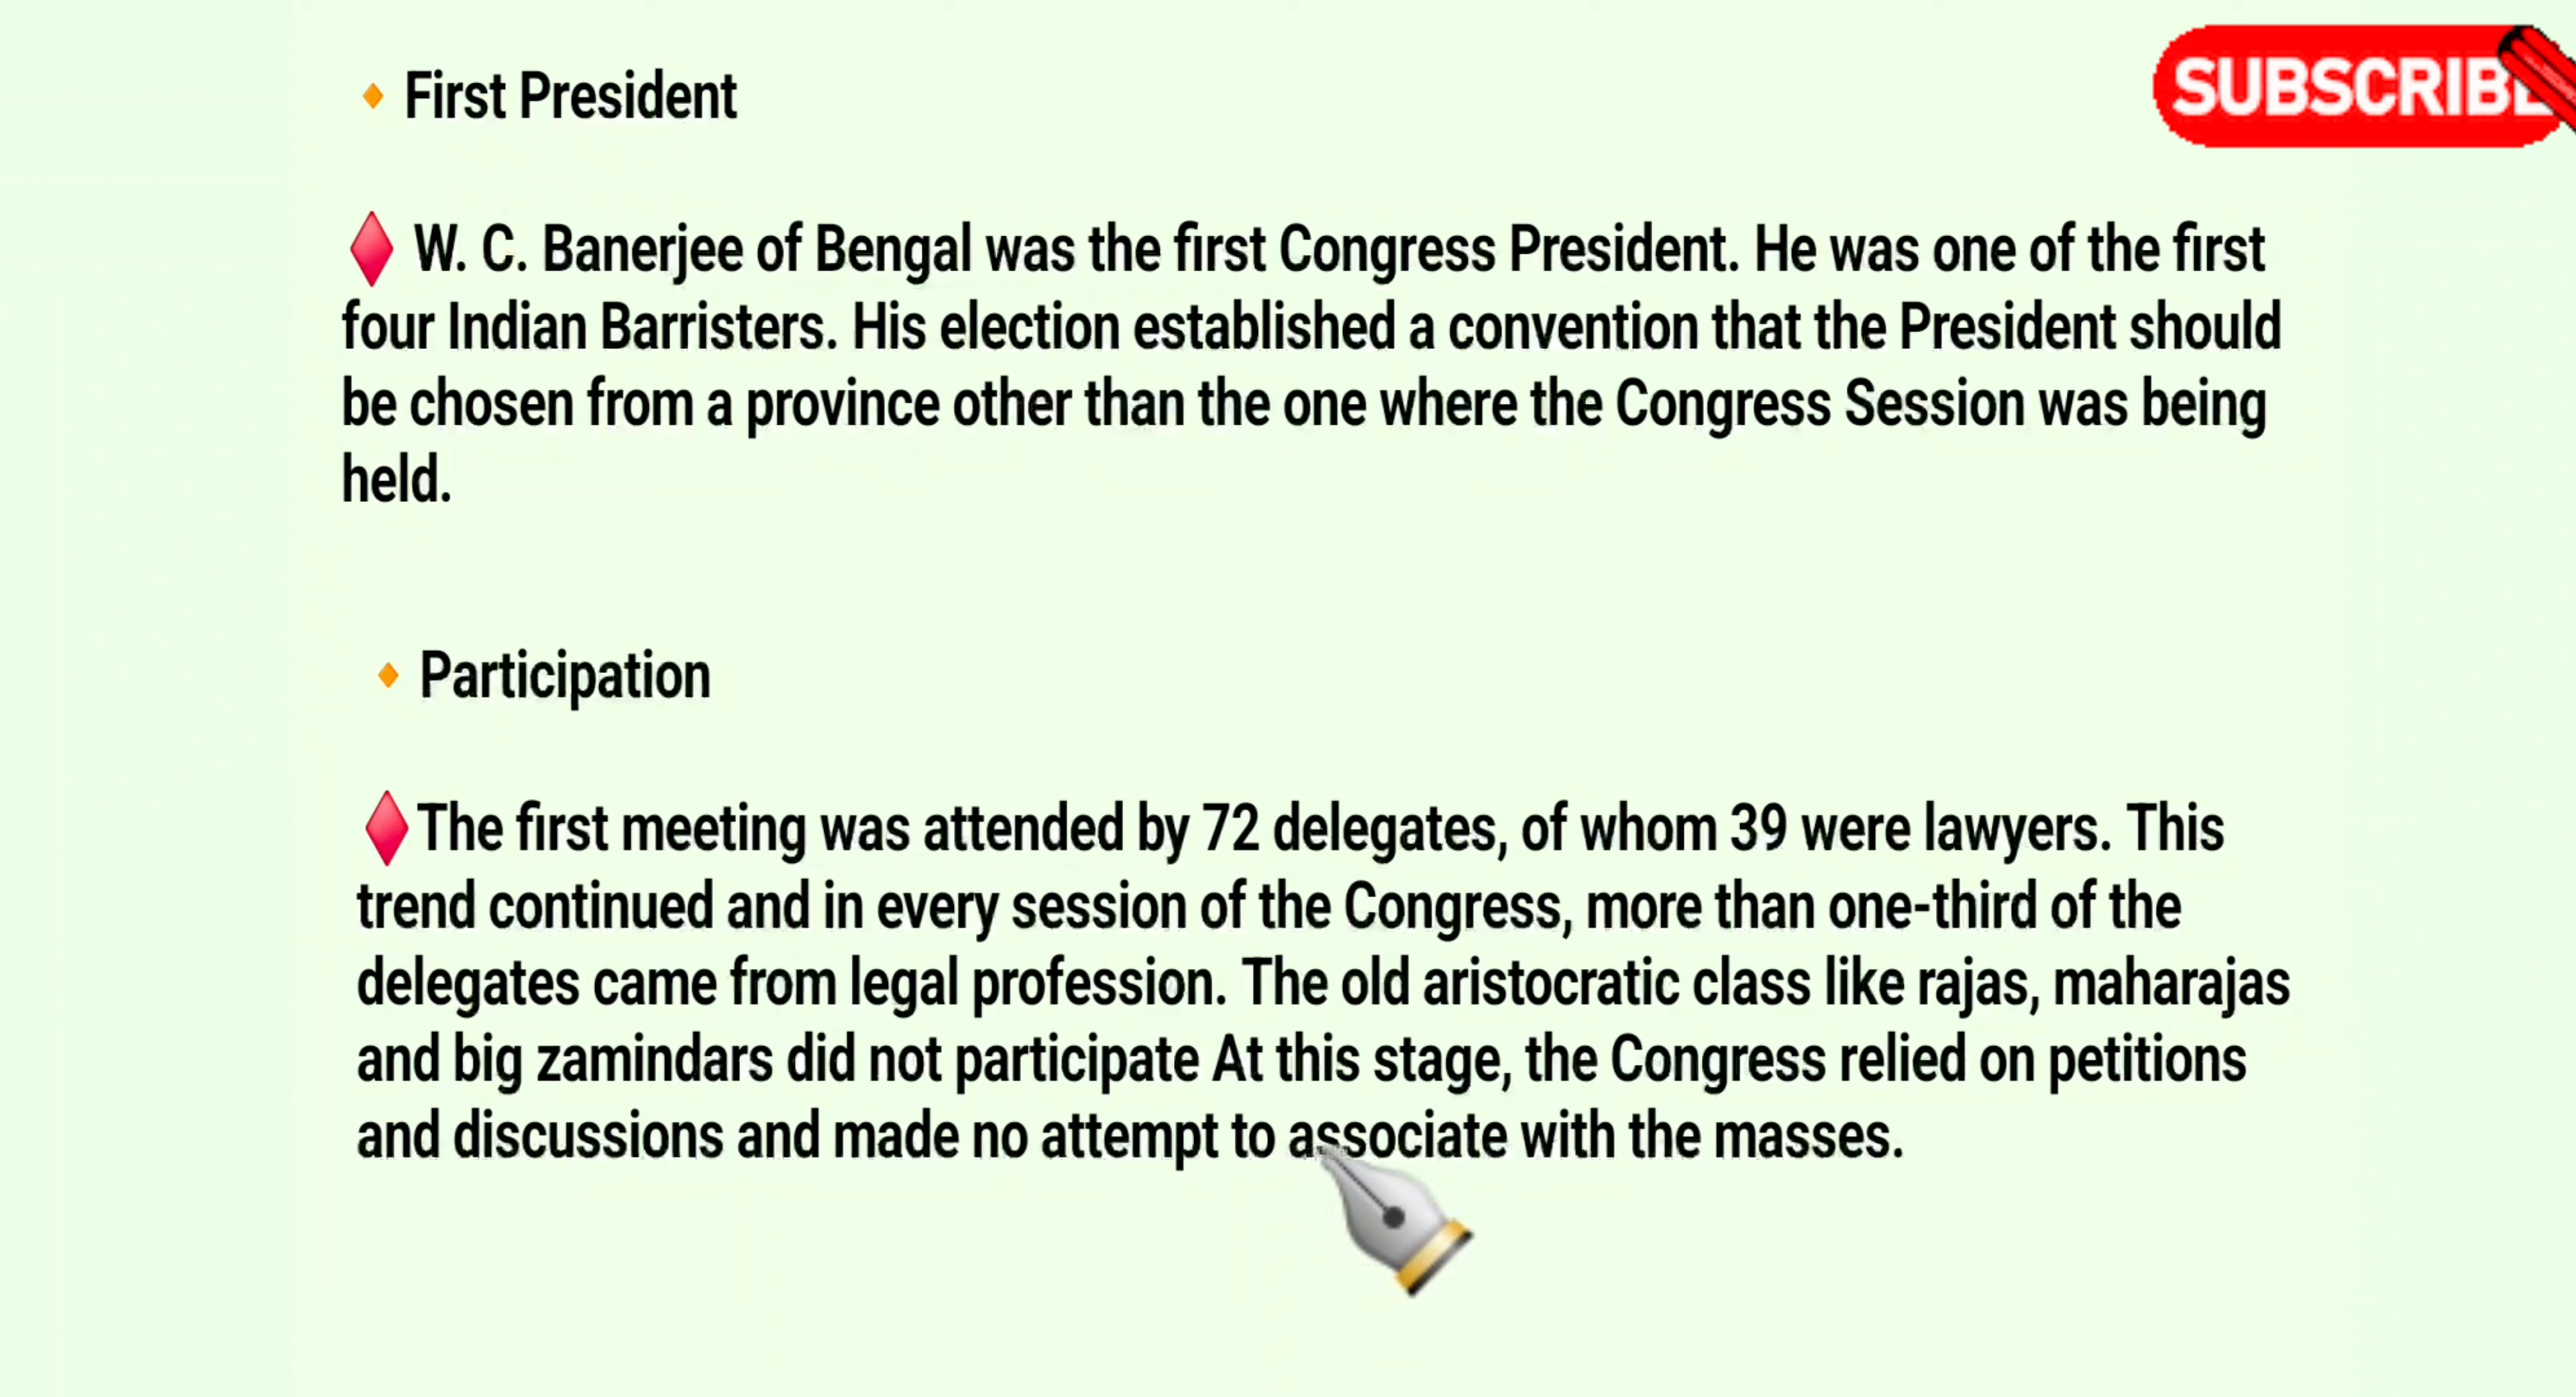 First President
SUBSCRIBE
W. C. Banerjee of Bengal was the first Congress President. He was one of the first
four Indian Barristers. His election established a convention that the President should
be chosen from a province other than the one where the Congress Session was being
held.
Participation
The first meeting was attended by 72 delegates, of whom 39 were lawyers. This
trend continued and in every session of the Congress, more than one-third of the
delegates came from legal profession. The old aristocratic class like rajas, maharajas
and big zamindars did not participate At this stage, the Congress relied on petitions
and discussions and made no attempt to associate with the masses.